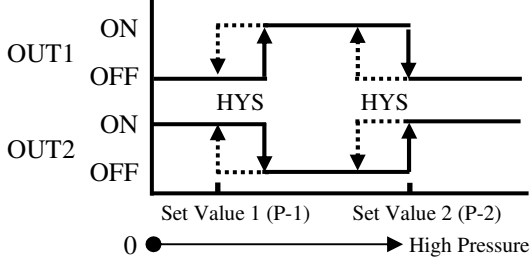 ON
OUT1
OFF
HYS HYS
ON
OUT2
OFF
Set Value 1 (P-1) Set Value 2 (P-2)
0 High Pressure